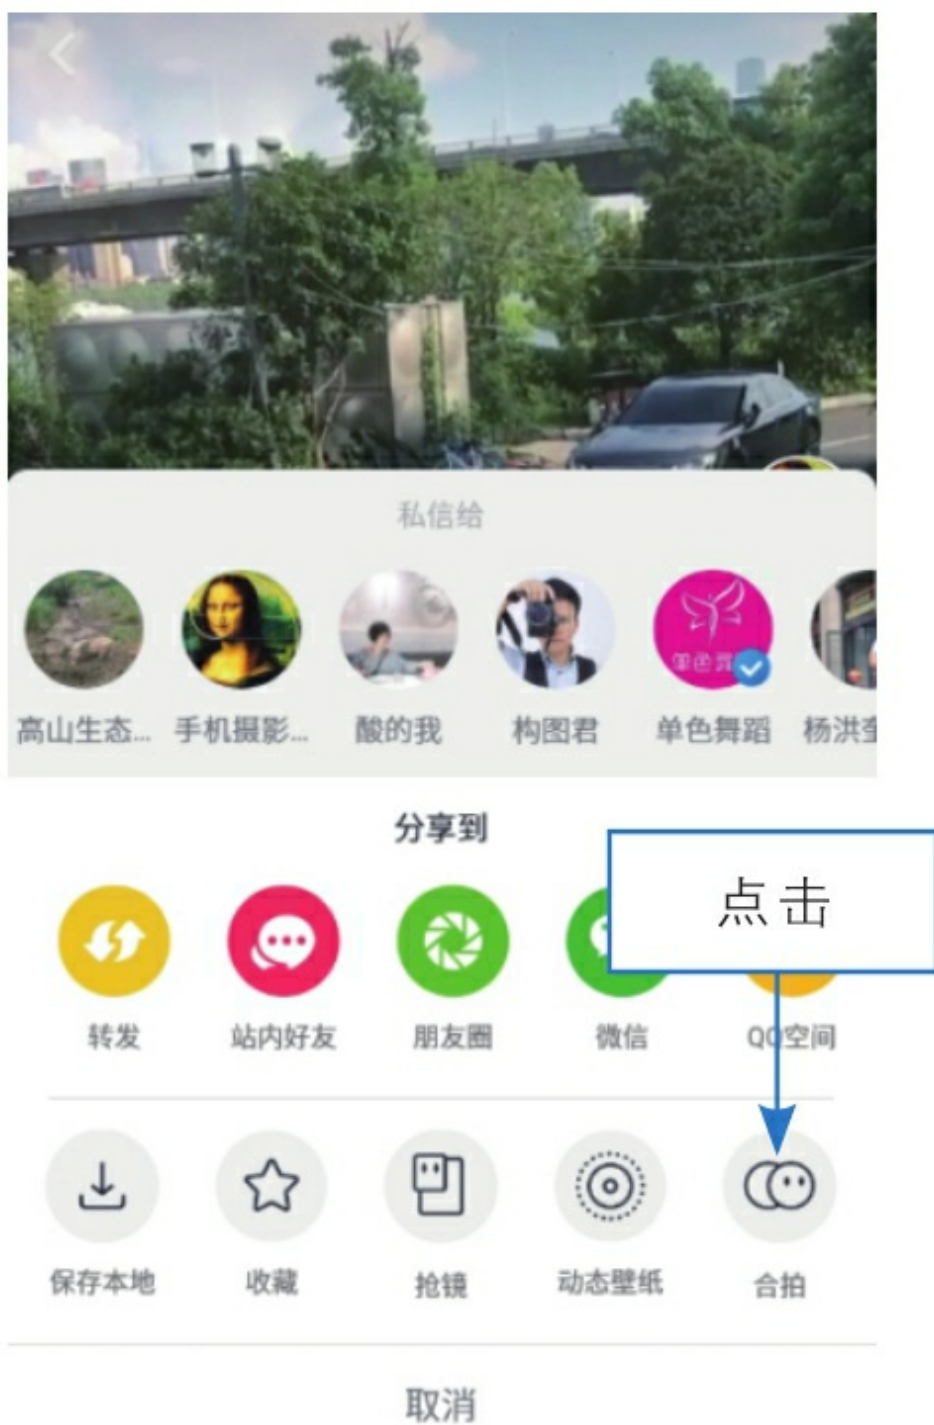 私信给
高山生态...
手机摄影...
酸的我
构图君
单色舞蹈
杨洪
分享到
点击
转发
站内好友
朋友圈
微信
QQ空间
保存本地
收藏
抢镜
动态壁纸
合拍
取消